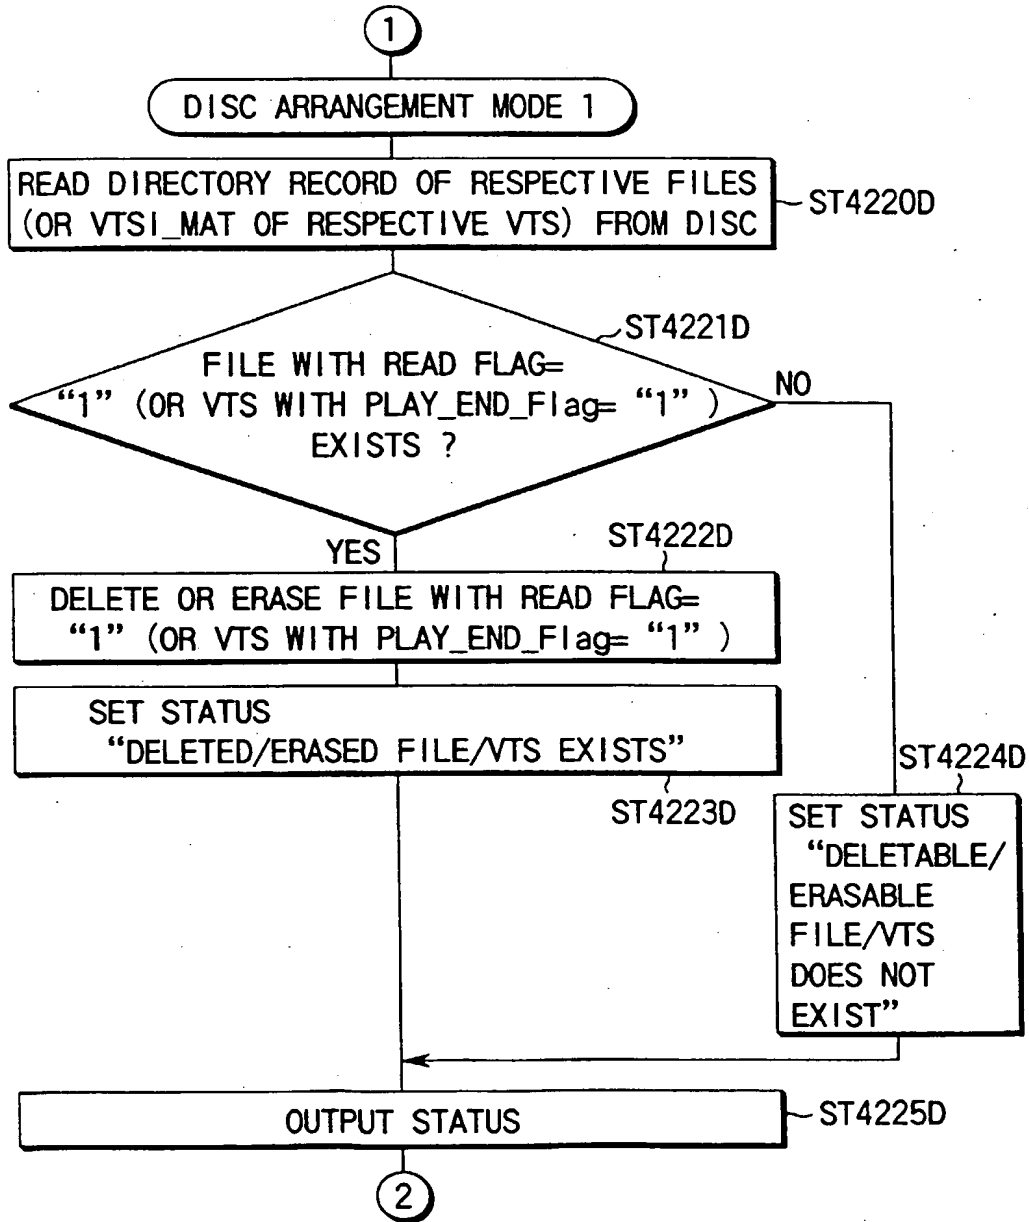 1
DISC ARRANGEMENT MODE 1
READ DIRECTORY RECORD OF RESPECTIVE FILES
(OR VTSI_MAT OF RESPECTIVE VTS) FROM DISC
ST4220D
ST4221D
FILE WITH READ FLAG=
“1” (OR VTS WITH PLAY_END_Flag= “1” )
EXISTS ?
NO
YES
ST4222D
DELETE OR ERASE FILE WITH READ FLAG=
“1” (OR VTS WITH PLAY_END_Flag= “1” )
SET STATUS
“DELETED/ERASED FILE/VTS EXISTS”
ST4223D
ST4224D
SET STATUS
“DELETABLE/
ERASABLE
FILE/VTS
DOES NOT
EXIST”
OUTPUT STATUS
ST4225D
2